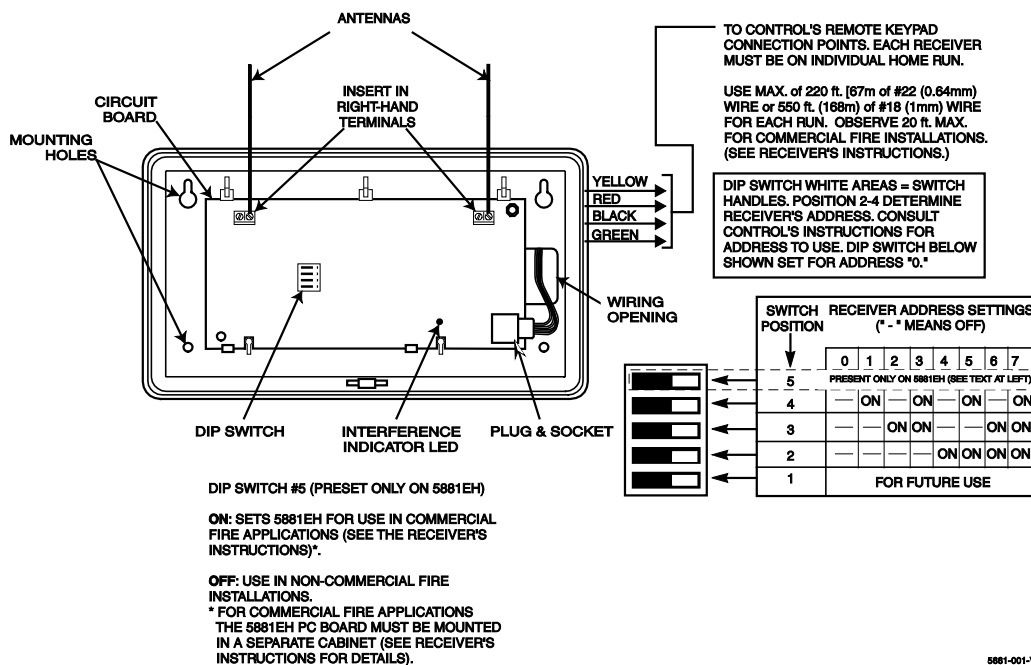 ANTENNAS
TO CONTROL'S REMOTE KEYPAD
CONNECTION POINTS. EACH RECEIVER
MUST BE ON INDIVIDUAL HOME RUN.
USE MAX. of 220 ft. [67m of #22 (0.64mm)
WIRE or 550 ft. (168m) of #18 (1mm) WIRE
FOR EACH RUN. OBSERVE 20 ft. MAX.
FOR COMMERCIAL FIRE INSTALLATIONS.
(SEE RECEIVER'S INSTRUCTIONS.)
CIRCUIT
BOARD
INSERT IN
RIGHT-HAND
TERMINALS
MOUNTING
HOLES
YELLOW
RED
BLACK
GREEN
DIP SWITCH WHITE AREAS = SWITCH
HANDLES. POSITION 2-4 DETERMINE
RECEIVER'S ADDRESS. CONSULT
CONTROL'S INSTRUCTIONS FOR
ADDRESS TO USE. DIP SWITCH BELOW
SHOWN SET FOR ADDRESS "0."
WIRING
OPENING
DIP SWITCH
INTERFERENCE
INDICATOR LED
PLUG & SOCKET
SWITCH
POSITION
RECEIVER ADDRESS SETTINGS
(" - " MEANS OFF)
0 1 2 3 4 5 6 7
5 PRESENT ONLY ON 5881EH (SEE TEXT AT LEFT)
4 — ON — ON — ON — ON
3 — — ON ON — — ON ON
2 — — — — ON ON ON ON
1 FOR FUTURE USE
DIP SWITCH #5 (PRESET ONLY ON 5881EH)
ON: SETS 5881EH FOR USE IN COMMERCIAL
FIRE APPLICATIONS (SEE THE RECEIVER'S
INSTRUCTIONS)*.
OFF: USE IN NON-COMMERCIAL FIRE
INSTALLATIONS.
* FOR COMMERCIAL FIRE APPLICATIONS
THE 5881EH PC BOARD MUST BE MOUNTED
IN A SEPARATE CABINET (SEE RECEIVER'S
INSTRUCTIONS FOR DETAILS).
5881-001-